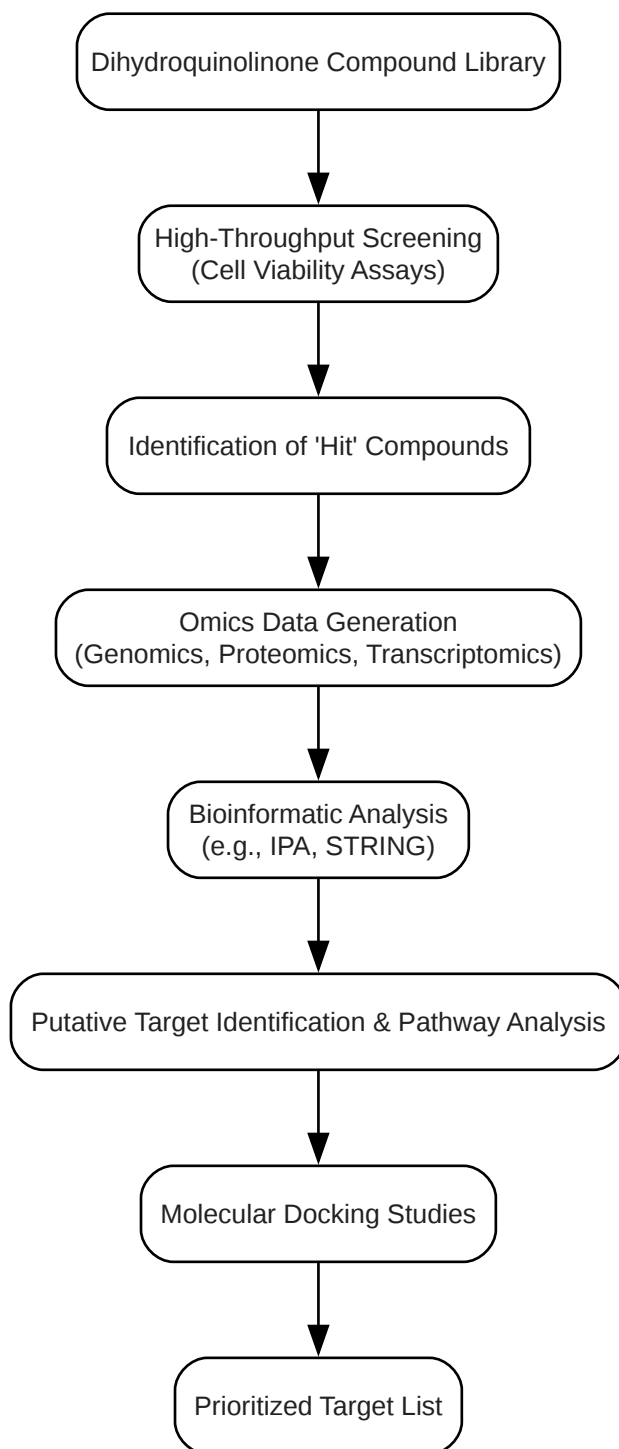 Dihydroquinolinone Compound Library
High-Throughput Screening
(Cell Viability Assays)
Identification of 'Hit' Compounds
Omics Data Generation
(Genomics, Proteomics, Transcriptomics)
Bioinformatic Analysis
(e.g., IPA, STRING)
Putative Target Identification & Pathway Analysis
Molecular Docking Studies
Prioritized Target List